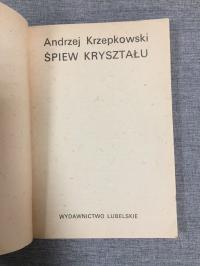 Andrzej Krzepkowski
ŚPIEW KRYSZTAŁU
WYDAWNICTWO LUBELSKIE